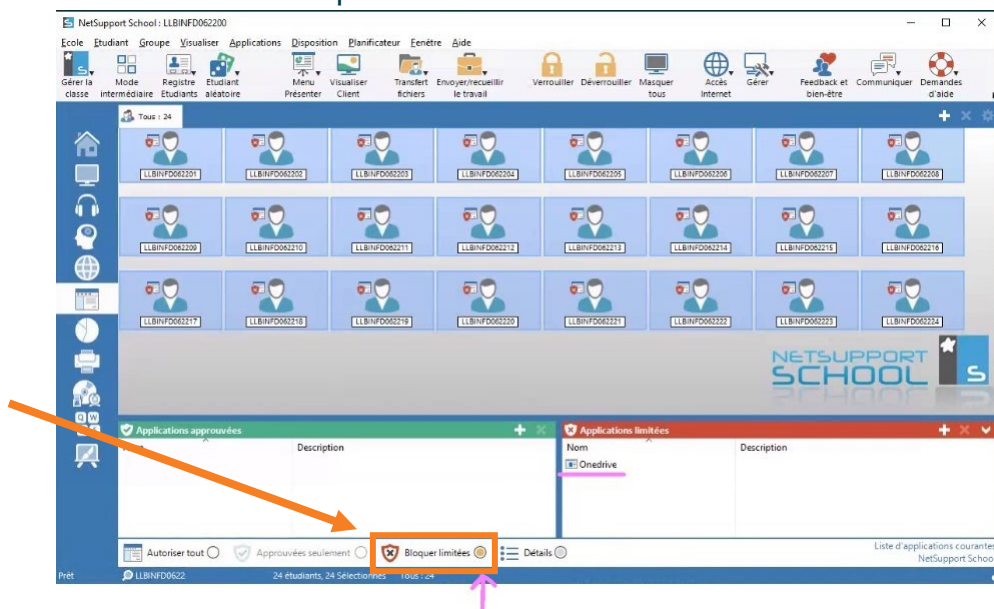 NetSupport School : LLBINFD062200
Ecole Etudiant Groupe Visualiser Applications Disposition Planificateur Fenêtre Aide
Gérer la classe
Mode intermédiaire
Registre Etudiants
Etudiant aléatoire
Menu Présenter
Visualiser Client
Transfert fichiers
Envoyer/recueillir le travail
Verrouiller
Déverrouiller
Masquer tous
Accès Internet
Gérer
Feedback et bien-être
Communiquer
Demandes d'aide
Tous : 24
LLBINFD062201 LLBINFD062202 LLBINFD062203 LLBINFD062204 LLBINFD062205 LLBINFD062206 LLBINFD062207 LLBINFD062208
LLBINFD062209 LLBINFD062210 LLBINFD062211 LLBINFD062212 LLBINFD062213 LLBINFD062214 LLBINFD062215 LLBINFD062216
LLBINFD062217 LLBINFD062218 LLBINFD062219 LLBINFD062220 LLBINFD062221 LLBINFD062222 LLBINFD062223 LLBINFD062224
NETSUPPORT
SCHOOL
S
Q W
Applications approuvées
Description
Applications limitées
Nom Description
Onedrive
Autoriser tout Approuvées seulement Bloquer limitées Détails
Liste d'applications courantes
NetSupport School
Prêt LLBINFD0622 24 étudiants, 24 Sélectionnés Tous : 24